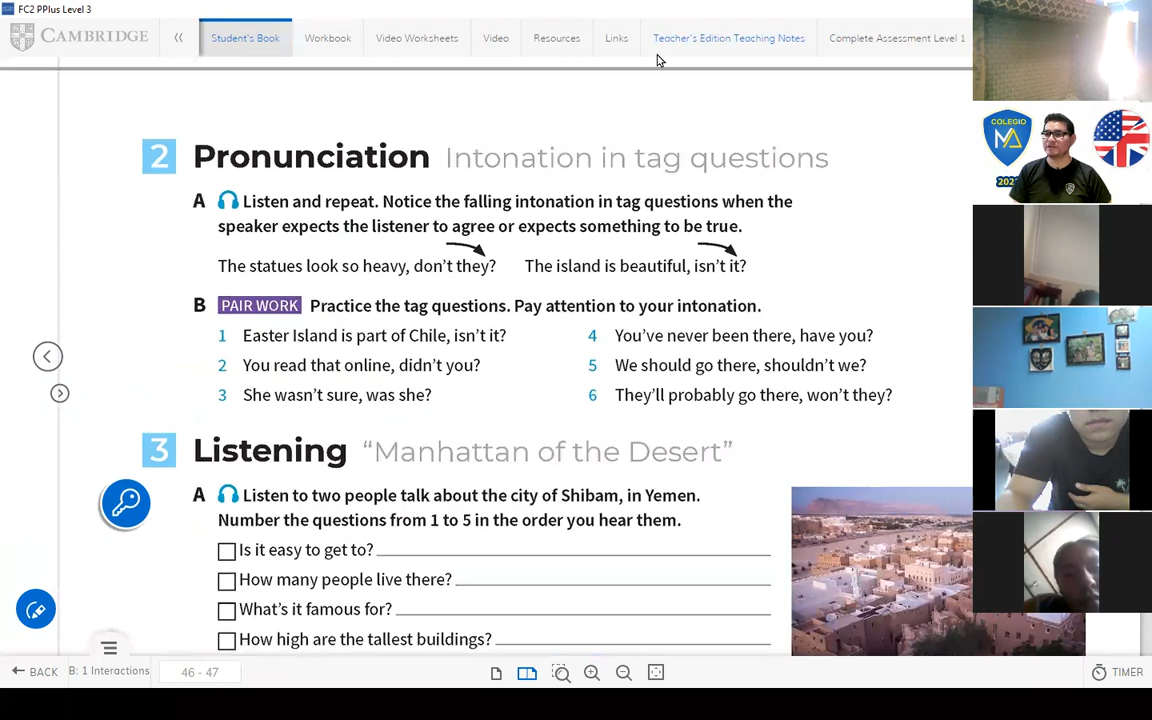 FC2 PPlus Level 3
CAMBRIDGE
Student's Book
Workbook
Video Worksheets
Video
Resources
Links
Teacher's Edition Teaching Notes
Complete Assessment Level 1
COLEGIO
202
2 Pronunciation Intonation in tag questions
A Listen and repeat. Notice the falling intonation in tag questions when the
speaker expects the listener to agree or expects something to be true.
The statues look so heavy, don't they? The island is beautiful, isn't it?
B PAIR WORK Practice the tag questions. Pay attention to your intonation.
1 Easter Island is part of Chile, isn't it?
2 You read that online, didn't you?
3 She wasn't sure, was she?
4 You've never been there, have you?
5 We should go there, shouldn't we?
6 They'll probably go there, won't they?
3 Listening "Manhattan of the Desert"
A Listen to two people talk about the city of Shibam, in Yemen.
Number the questions from 1 to 5 in the order you hear them.
Is it easy to get to?
How many people live there?
What's it famous for?
How high are the tallest buildings?
BACK
B: 1 Interactions
46 - 47
TIMER